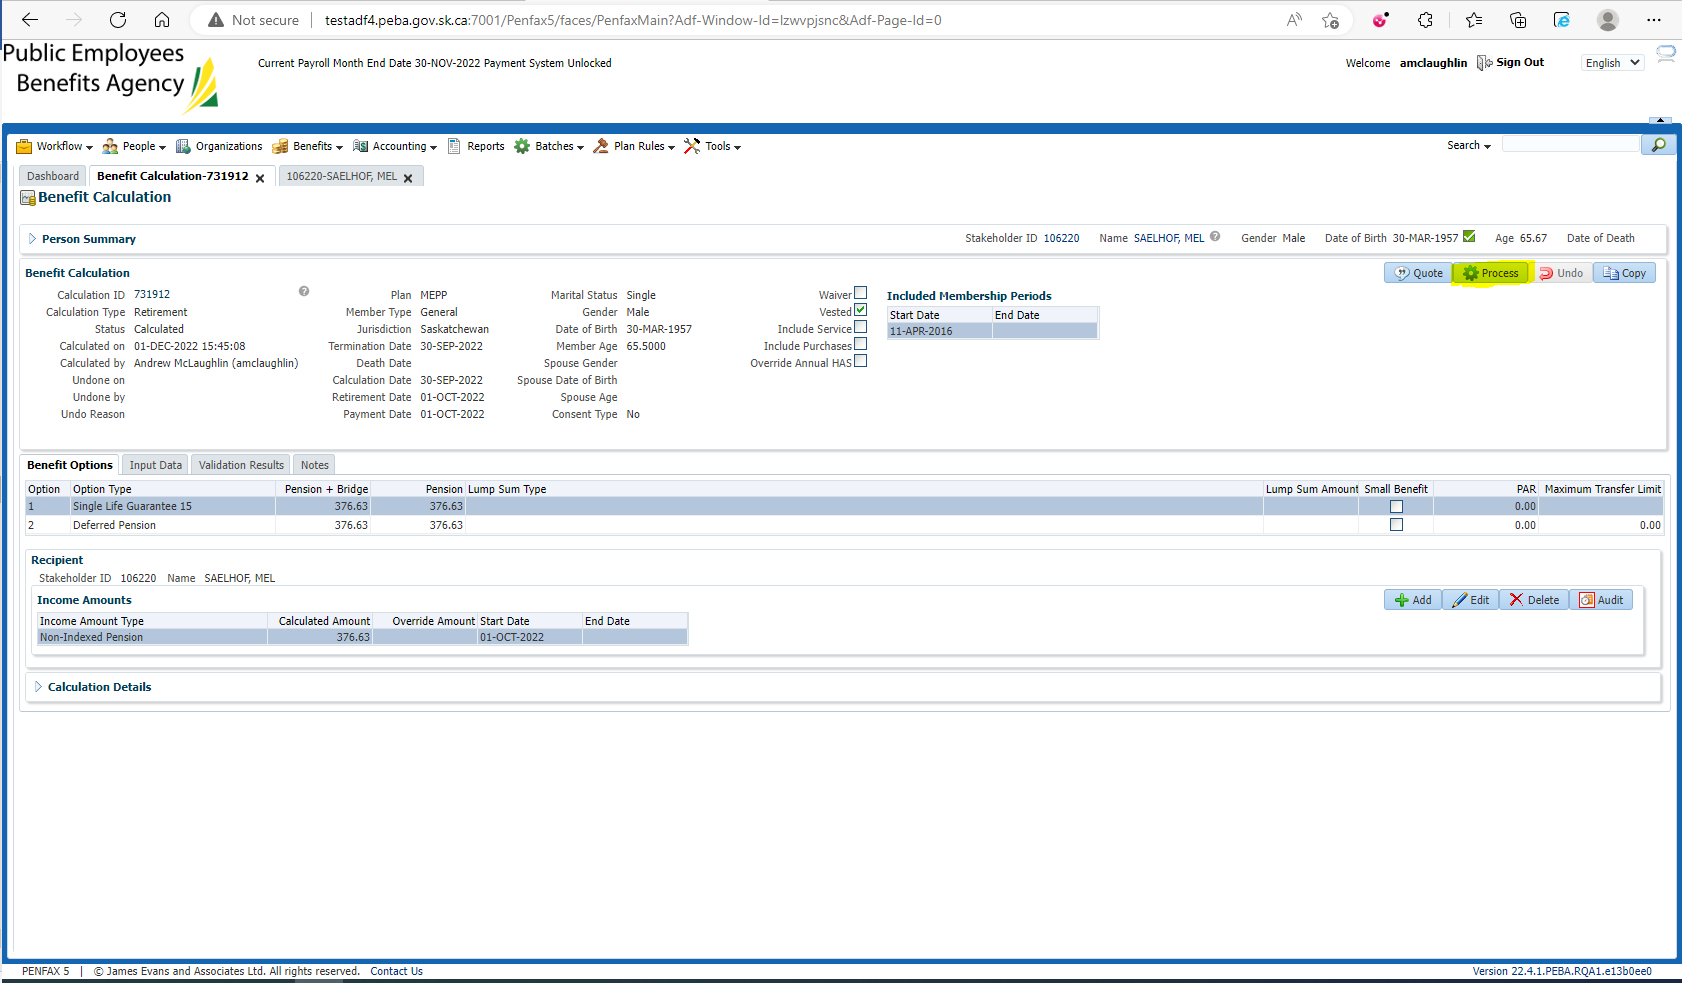 Not secure testadf4.peba.gov.sk.ca:7001/Penfax5/faces/PenfaxMain?Adf-Window-Id=lzwvpjsnc&Adf-Page-Id=0
Public Employees
Benefits Agency
Current Payroll Month End Date 30-NOV-2022 Payment System Unlocked
Welcome amclaughlin Sign Out English
Workflow People Organizations Benefits Accounting Reports Batches Plan Rules Tools Search
Dashboard Benefit Calculation-731912 106220-SAELHOF, MEL
Benefit Calculation
Person Summary Stakeholder ID 106220 Name SAELHOF, MEL Gender Male Date of Birth 30-MAR-1957 Age 65.67 Date of Death
Benefit Calculation Quote Process Undo Copy
Calculation ID 731912 Plan MEPP Marital Status Single Waiver Included Membership Periods
Calculation Type Retirement Member Type General Gender Male Vested Start Date End Date
Status Calculated Jurisdiction Saskatchewan Date of Birth 30-MAR-1957 Include Service 11-APR-2016
Calculated on 01-DEC-2022 15:45:08 Termination Date 30-SEP-2022 Member Age 65.5000 Include Purchases
Calculated by Andrew McLaughlin (amclaughlin) Death Date Spouse Gender Override Annual HAS
Undone on Calculation Date 30-SEP-2022 Spouse Date of Birth
Undone by Retirement Date 01-OCT-2022 Spouse Age
Undo Reason Payment Date 01-OCT-2022 Consent Type No
Benefit Options Input Data Validation Results Notes
Option Option Type Pension + Bridge Pension Lump Sum Type Lump Sum Amount Small Benefit PAR Maximum Transfer Limit
1 Single Life Guarantee 15 376.63 376.63 0.00
2 Deferred Pension 376.63 376.63 0.00 0.00
Recipient
Stakeholder ID 106220 Name SAELHOF, MEL
Income Amounts Add Edit Delete Audit
Income Amount Type Calculated Amount Override Amount Start Date End Date
Non-Indexed Pension 376.63 01-OCT-2022
Calculation Details
PENFAX 5 | © James Evans and Associates Ltd. All rights reserved. Contact Us Version 22.4.1.PEBA.RQA1.e13b0ee0